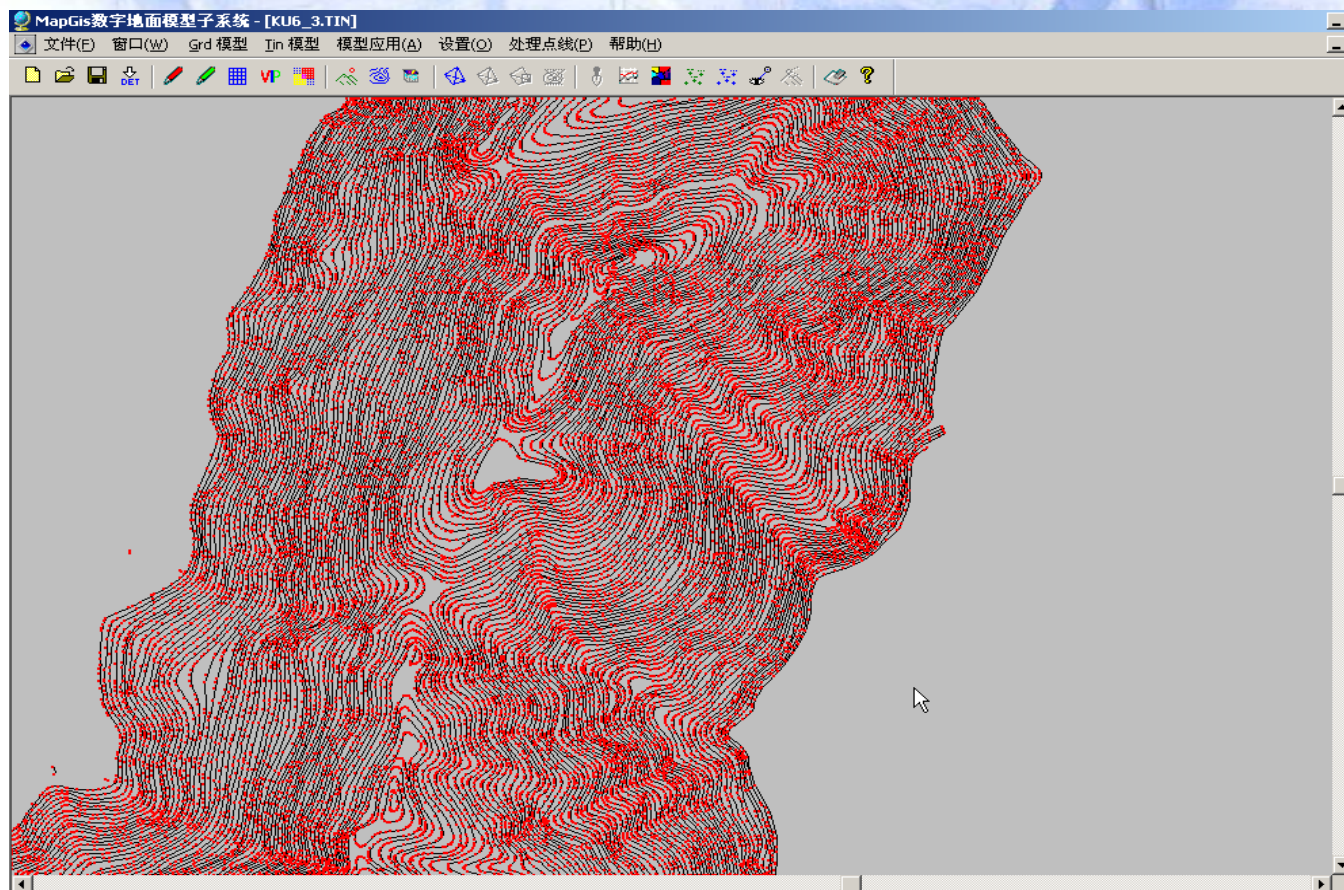 MapGis数字地面模型子系统 - [KU6_3.TIN]
文件(F) 窗口(W) Grd 模型 Tin 模型 模型应用(A) 设置(O) 处理点线(P) 帮助(H)
DET VP ?